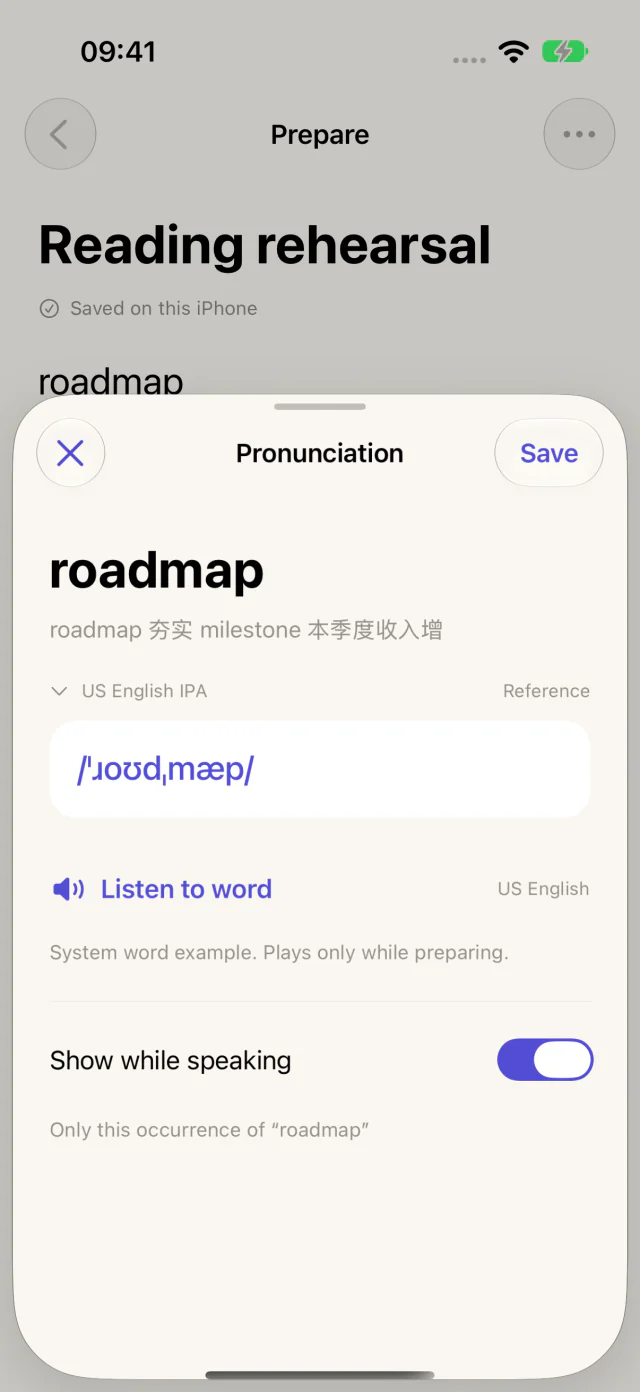 09:41
Prepare
Reading rehearsal
Saved on this iPhone
roadmap
Pronunciation
Save
roadmap
roadmap 夯实 milestone 本季度收入增
US English IPA
Reference
/ˈɹoʊdˌmæp/
Listen to word
US English
System word example. Plays only while preparing.
Show while speaking
Only this occurrence of “roadmap”